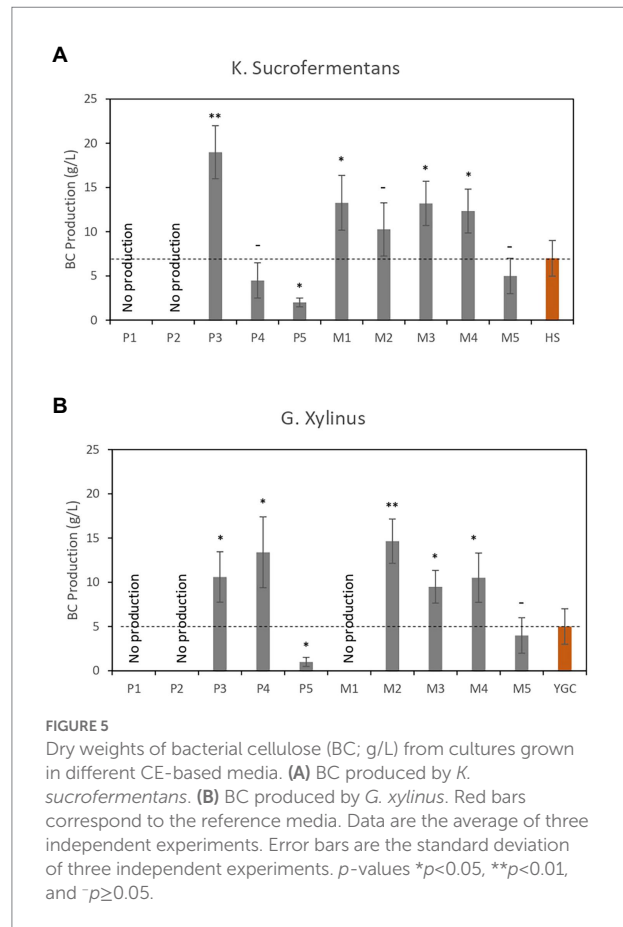 A
K. Sucrofermentans
25
20
15
10
5
0
BC Production (g/L)
No production
No production
**
-
*
*
-
*
*
-
P1 P2 P3 P4 P5 M1 M2 M3 M4 M5 HS
B
G. Xylinus
25
20
15
10
5
0
BC Production (g/L)
No production
No production
*
*
*
No production
**
*
*
-
P1 P2 P3 P4 P5 M1 M2 M3 M4 M5 YGC
FIGURE 5
Dry weights of bacterial cellulose (BC; g/L) from cultures grown
in different CE-based media. (A) BC produced by K.
sucrofermentans. (B) BC produced by G. xylinus. Red bars
correspond to the reference media. Data are the average of three
independent experiments. Error bars are the standard deviation
of three independent experiments. p-values *p<0.05, **p<0.01,
and ⁻p≥0.05.